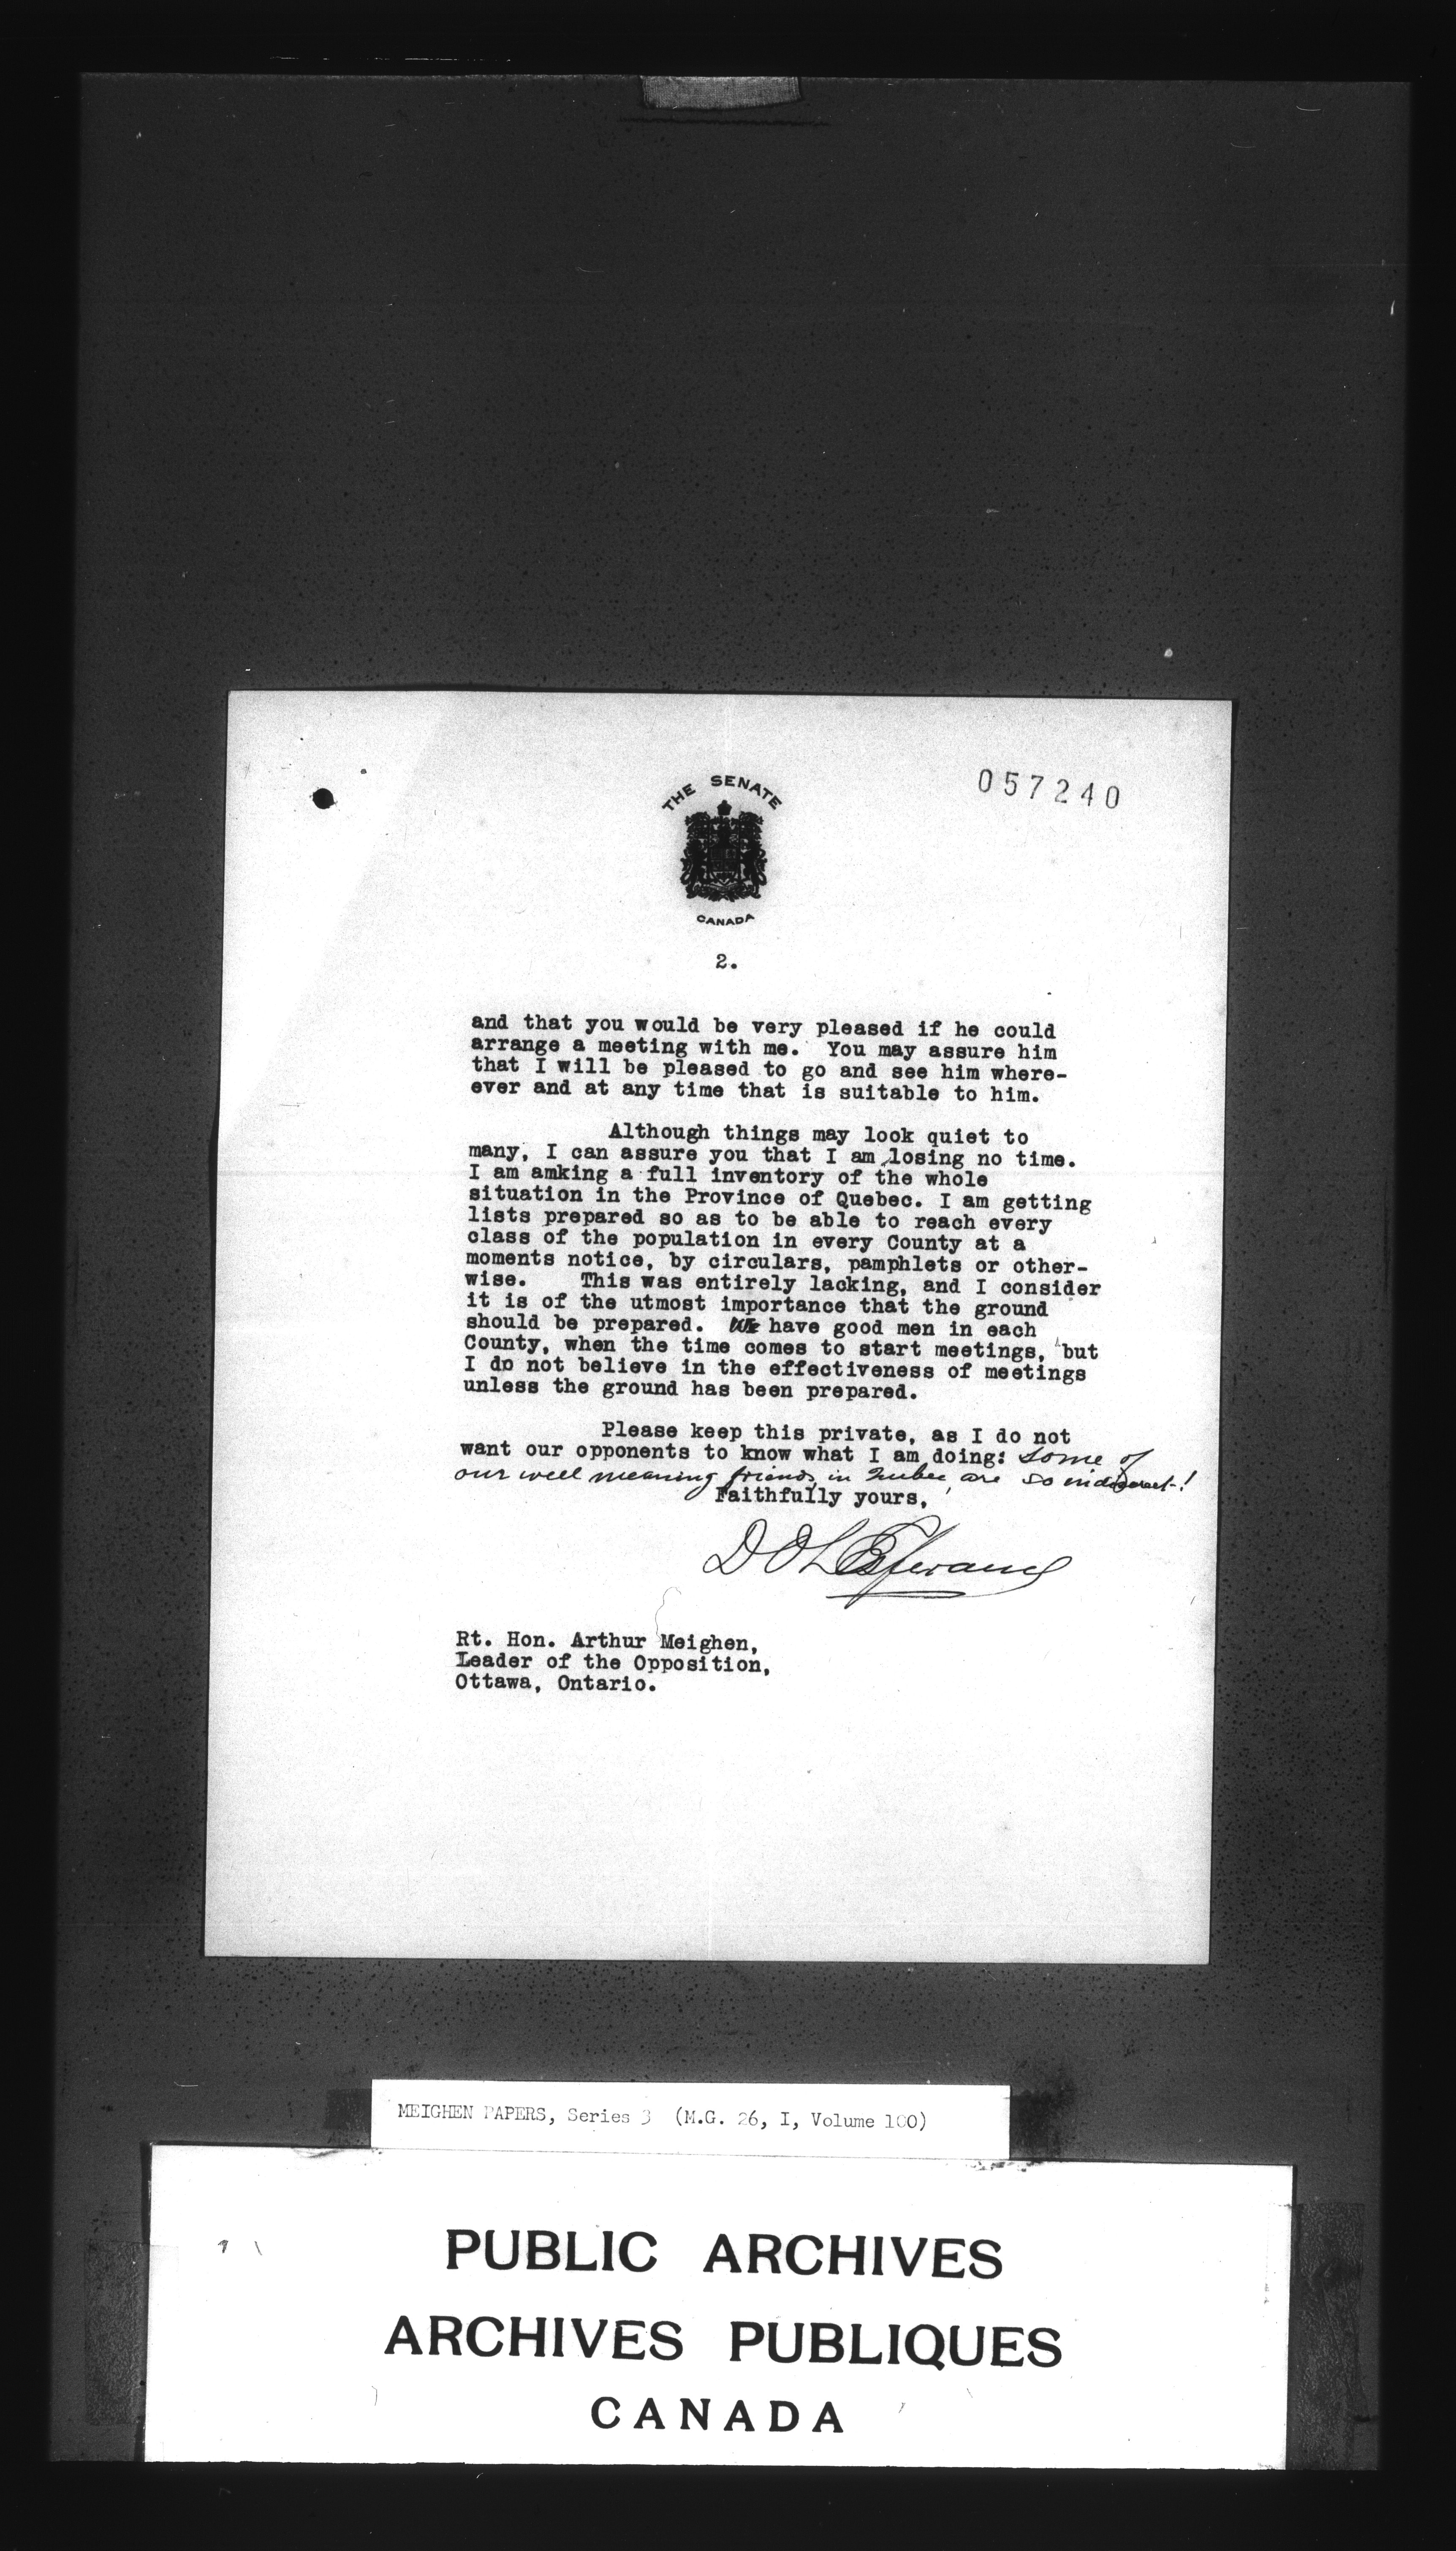 THE SENATE
CANADA
057240
2.
and that you would be very pleased if he could
arrange a meeting with me. You may assure him
that I will be pleased to go and see him where-
ever and at any time that is suitable to him.
Although things may look quiet to
many, I can assure you that I am losing no time.
I am amking a full inventory of the whole
situation in the Province of Quebec. I am getting
lists prepared so as to be able to reach every
class of the population in every County at a
moments notice, by circulars, pamphlets or other-
wise. This was entirely lacking, and I consider
it is of the utmost importance that the ground
should be prepared. We have good men in each
County, when the time comes to start meetings, but
I do not believe in the effectiveness of meetings
unless the ground has been prepared.
Please keep this private, as I do not
want our opponents to know what I am doing: Some of
our well meaning friends in Quebec are so indiscreet!
Faithfully yours,
D O L'Esperance
Rt. Hon. Arthur Meighen,
Leader of the Opposition,
Ottawa, Ontario.
MEIGHEN PAPERS, Series 3 (M.G. 26, I, Volume 100)
PUBLIC ARCHIVES
ARCHIVES PUBLIQUES
CANADA